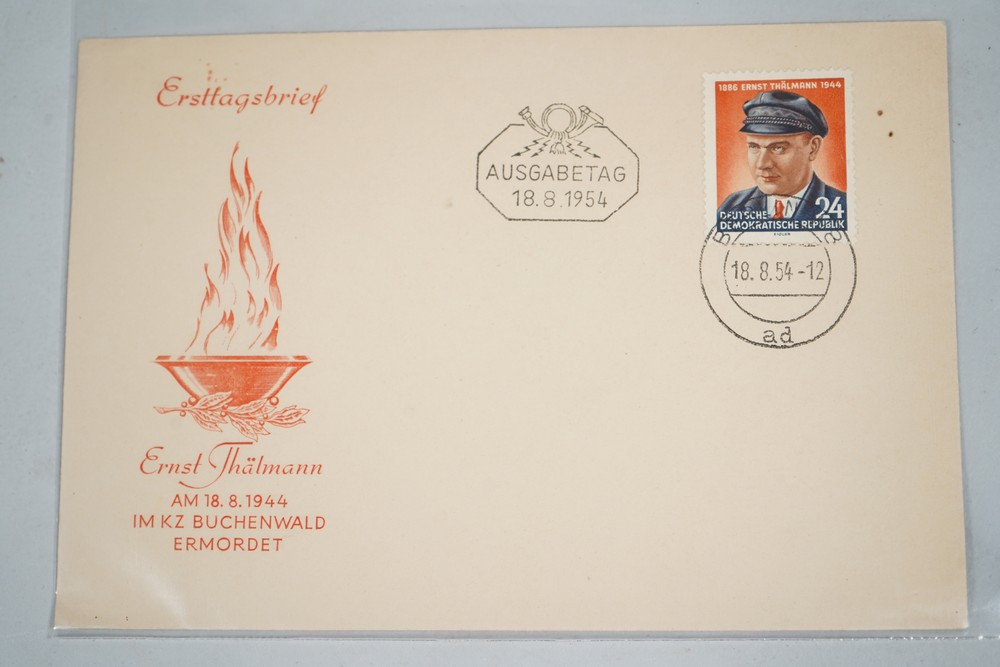 Ersttagsbrief
1886 ERNST THÄLMANN 1944
AUSGABETAG
18.8.1954
24
DEUTSCHE
DEMOKRATISCHE REPUBLIK
18.8.54-12
ad
Ernst Thälmann
AM 18.8.1944
IM KZ BUCHENWALD
ERMORDET